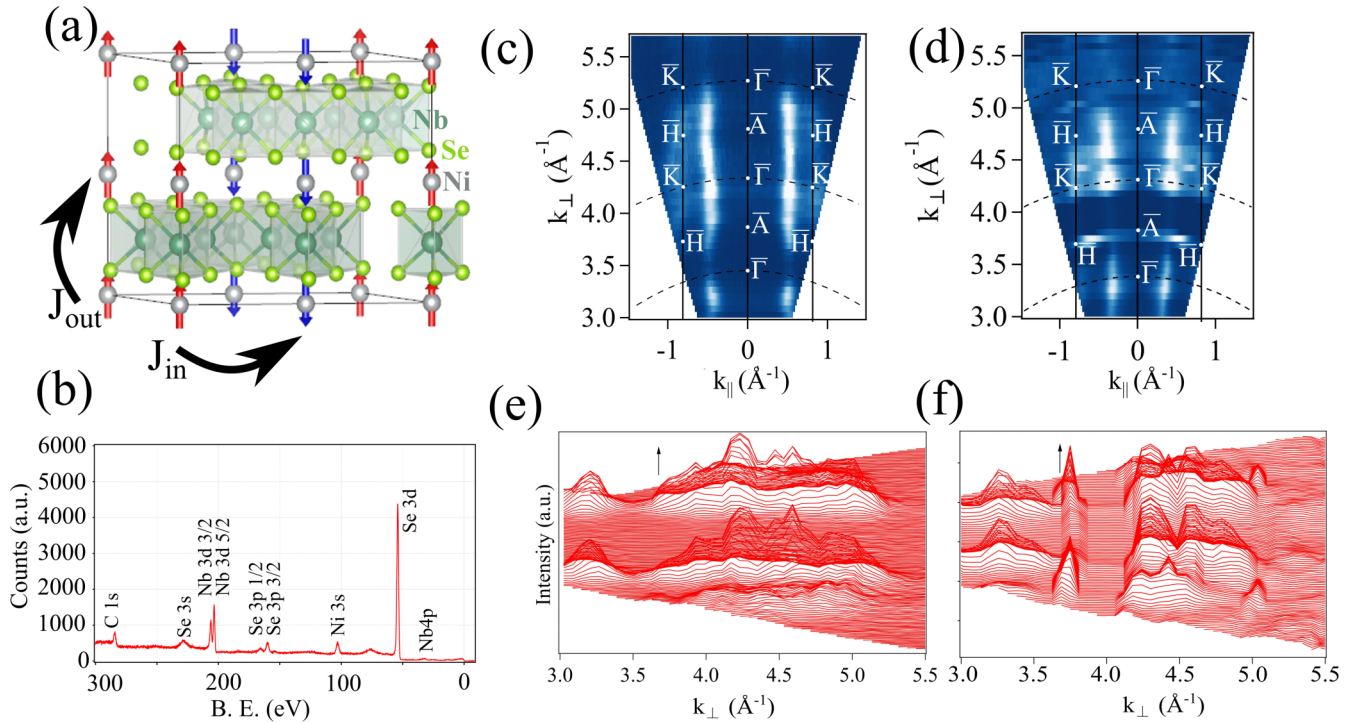 (a)
Nb
Se
Ni
J_out
J_in
(b)
6000
5000
4000
3000
2000
1000
0
Counts (a.u.)
C 1s
Se 3s
Nb 3d 3/2
Nb 3d 5/2
Se 3p 1/2
Se 3p 3/2
Ni 3s
Se 3d
Nb4p
300 200 100 0
B. E. (eV)
(c)
5.5
5.0
4.5
4.0
3.5
3.0
k⊥ (Å⁻¹)
K̅ Γ̅ K̅
H̅ A̅ H̅
K̅ Γ̅ K̅
H̅ A̅ H̅
Γ̅
-1 0 1
k∥ (Å⁻¹)
(d)
5.5
5.0
4.5
4.0
3.5
3.0
k⊥ (Å⁻¹)
K̅ Γ̅ K̅
H̅ A̅ H̅
K̅ Γ̅ K̅
H̅ A̅ H̅
Γ̅
-1 0 1
k∥ (Å⁻¹)
(e)
Intensity (a.u.)
3.0 3.5 4.0 4.5 5.0 5.5
k⊥ (Å⁻¹)
(f)
3.0 3.5 4.0 4.5 5.0 5.5
k⊥ (Å⁻¹)